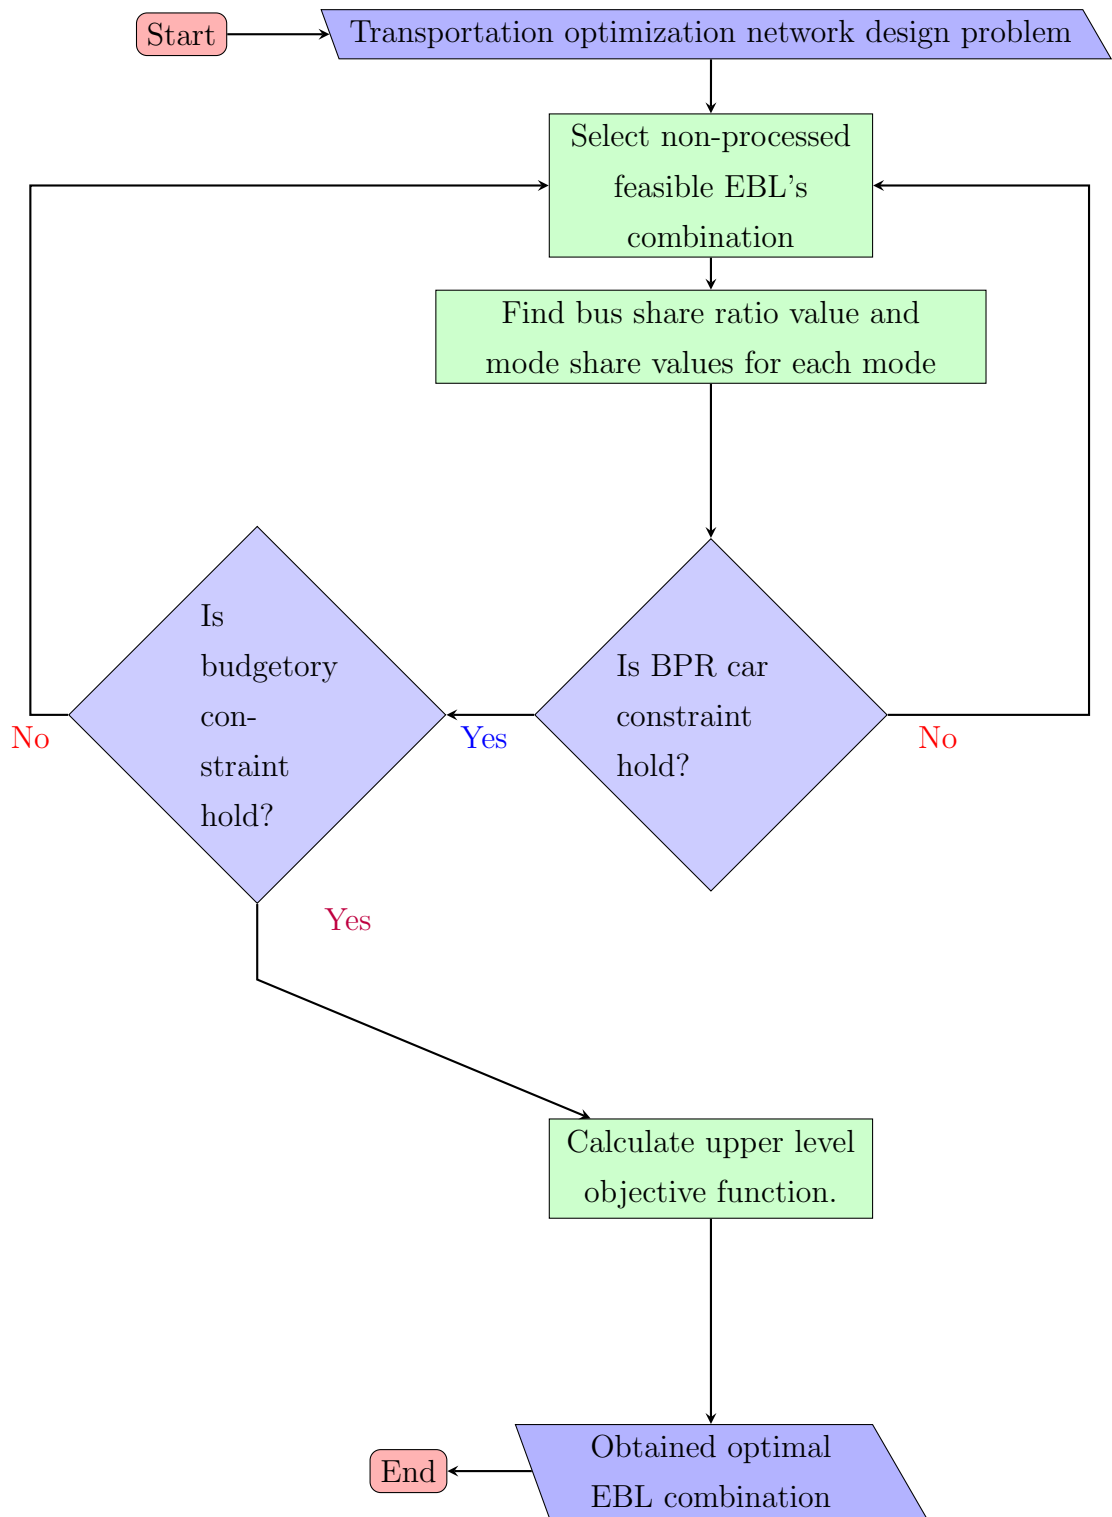 Start
Transportation optimization network design problem
Select non-processed
feasible EBL's
combination
Find bus share ratio value and
mode share values for each mode
Is
budgetory
con-
straint
hold?
Is BPR car
constraint
hold?
No
Yes
No
Yes
Calculate upper level
objective function.
Obtained optimal
EBL combination
End